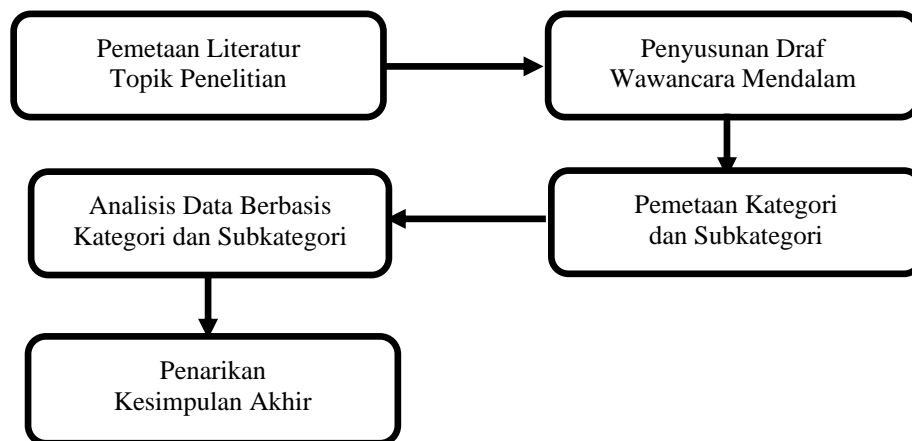 Pemetaan Literatur
Topik Penelitian
Penyusunan Draf
Wawancara Mendalam
Pemetaan Kategori
dan Subkategori
Analisis Data Berbasis
Kategori dan Subkategori
Penarikan
Kesimpulan Akhir